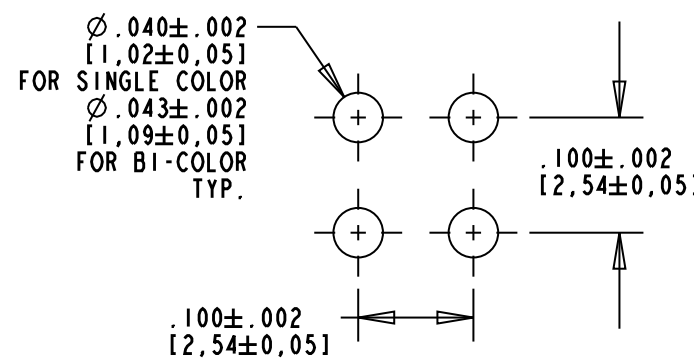 Ø.040±.002
[1,02±0,05]
FOR SINGLE COLOR
Ø.043±.002
[1,09±0,05]
FOR BI-COLOR
TYP.
.100±.002
[2,54±0,05]
.100±.002
[2,54±0,05]